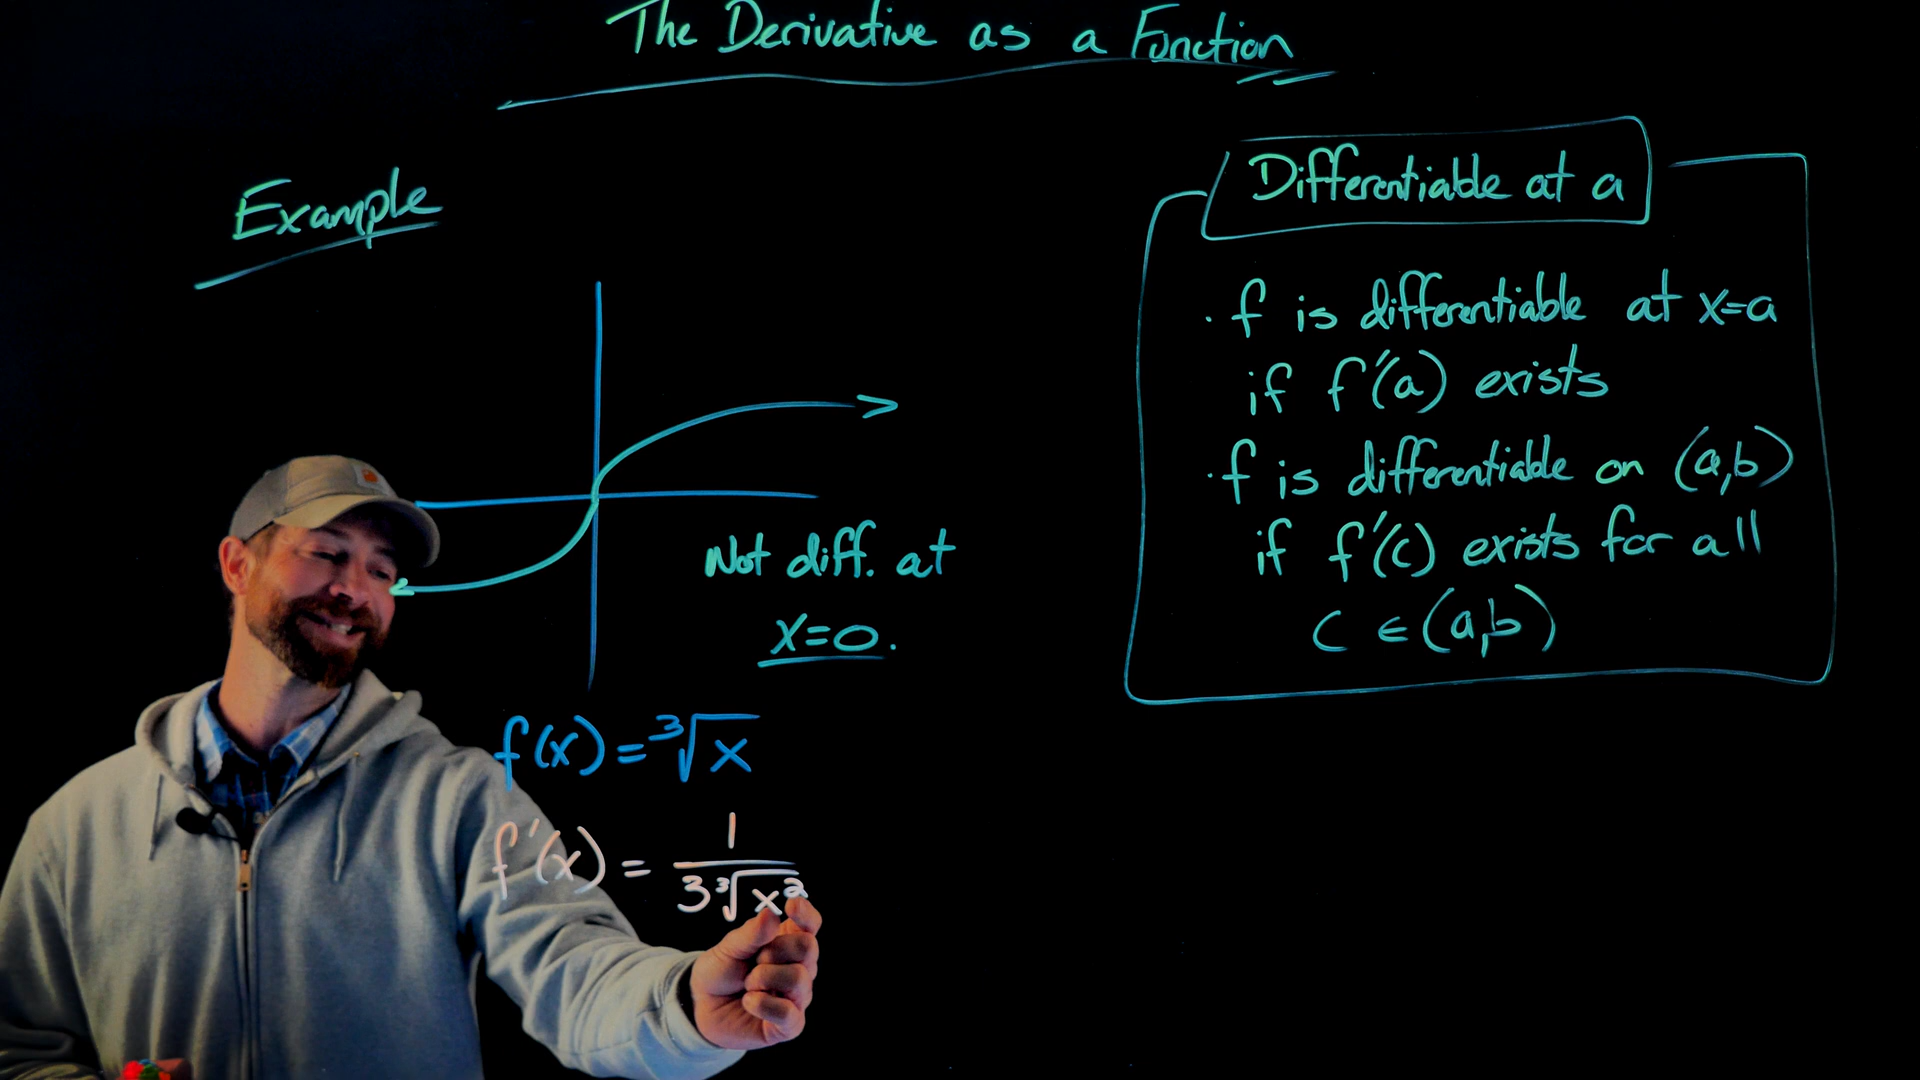 The Derivative as a Function
Example
Not diff. at
x=0.
f(x) = ∛x
f'(x) = 1/(3∛x²)
Differentiable at a
· f is differentiable at x=a
if f'(a) exists
· f is differentiable on (a,b)
if f'(c) exists for all
c ∈ (a,b)